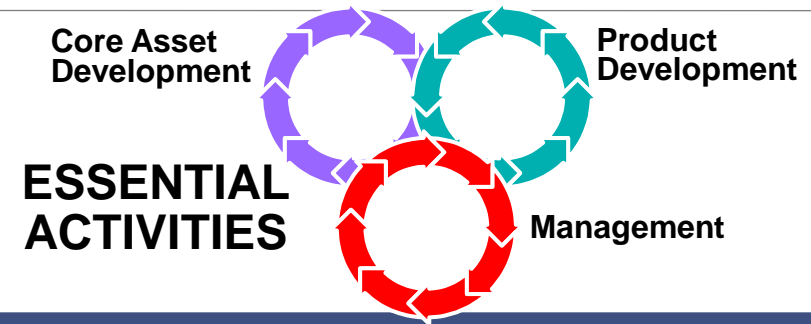 Core Asset
Development
Product
Development
ESSENTIAL
ACTIVITIES
Management